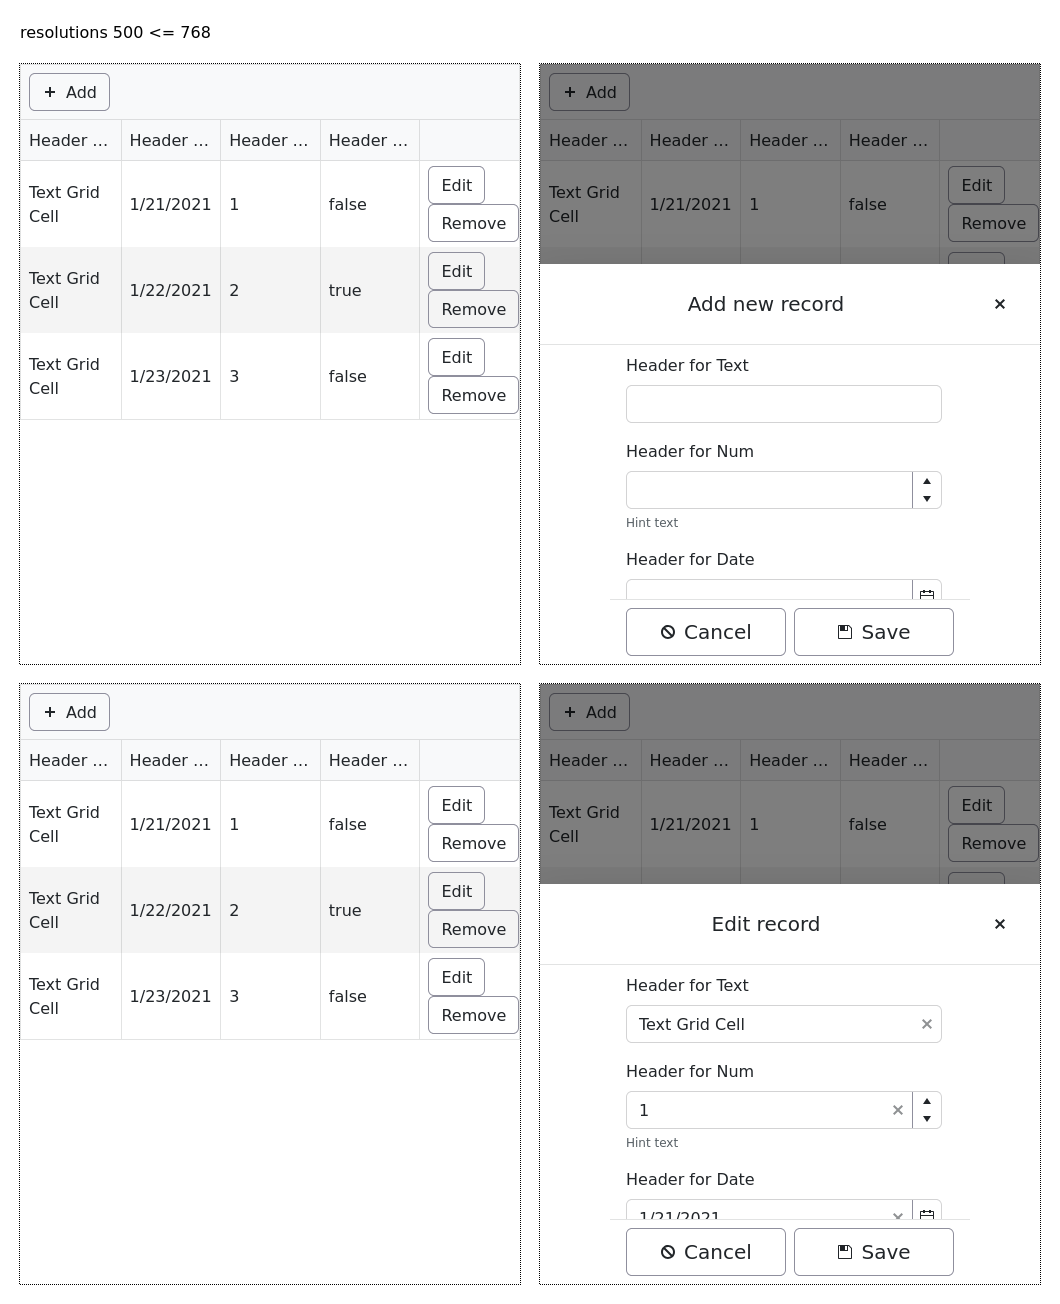 resolutions 500 <= 768
Add
Header ... Header ... Header ... Header ...
Text Grid Cell 1/21/2021 1 false Edit Remove
Text Grid Cell 1/22/2021 2 true Edit Remove
Text Grid Cell 1/23/2021 3 false Edit Remove
Add
Header ... Header ... Header ... Header ...
Text Grid Cell 1/21/2021 1 false Edit Remove
Add new record
Header for Text
Header for Num
Hint text
Header for Date
Cancel Save
Add
Header ... Header ... Header ... Header ...
Text Grid Cell 1/21/2021 1 false Edit Remove
Text Grid Cell 1/22/2021 2 true Edit Remove
Text Grid Cell 1/23/2021 3 false Edit Remove
Add
Header ... Header ... Header ... Header ...
Text Grid Cell 1/21/2021 1 false Edit Remove
Edit record
Header for Text
Text Grid Cell
Header for Num
1
Hint text
Header for Date
1/21/2021
Cancel Save